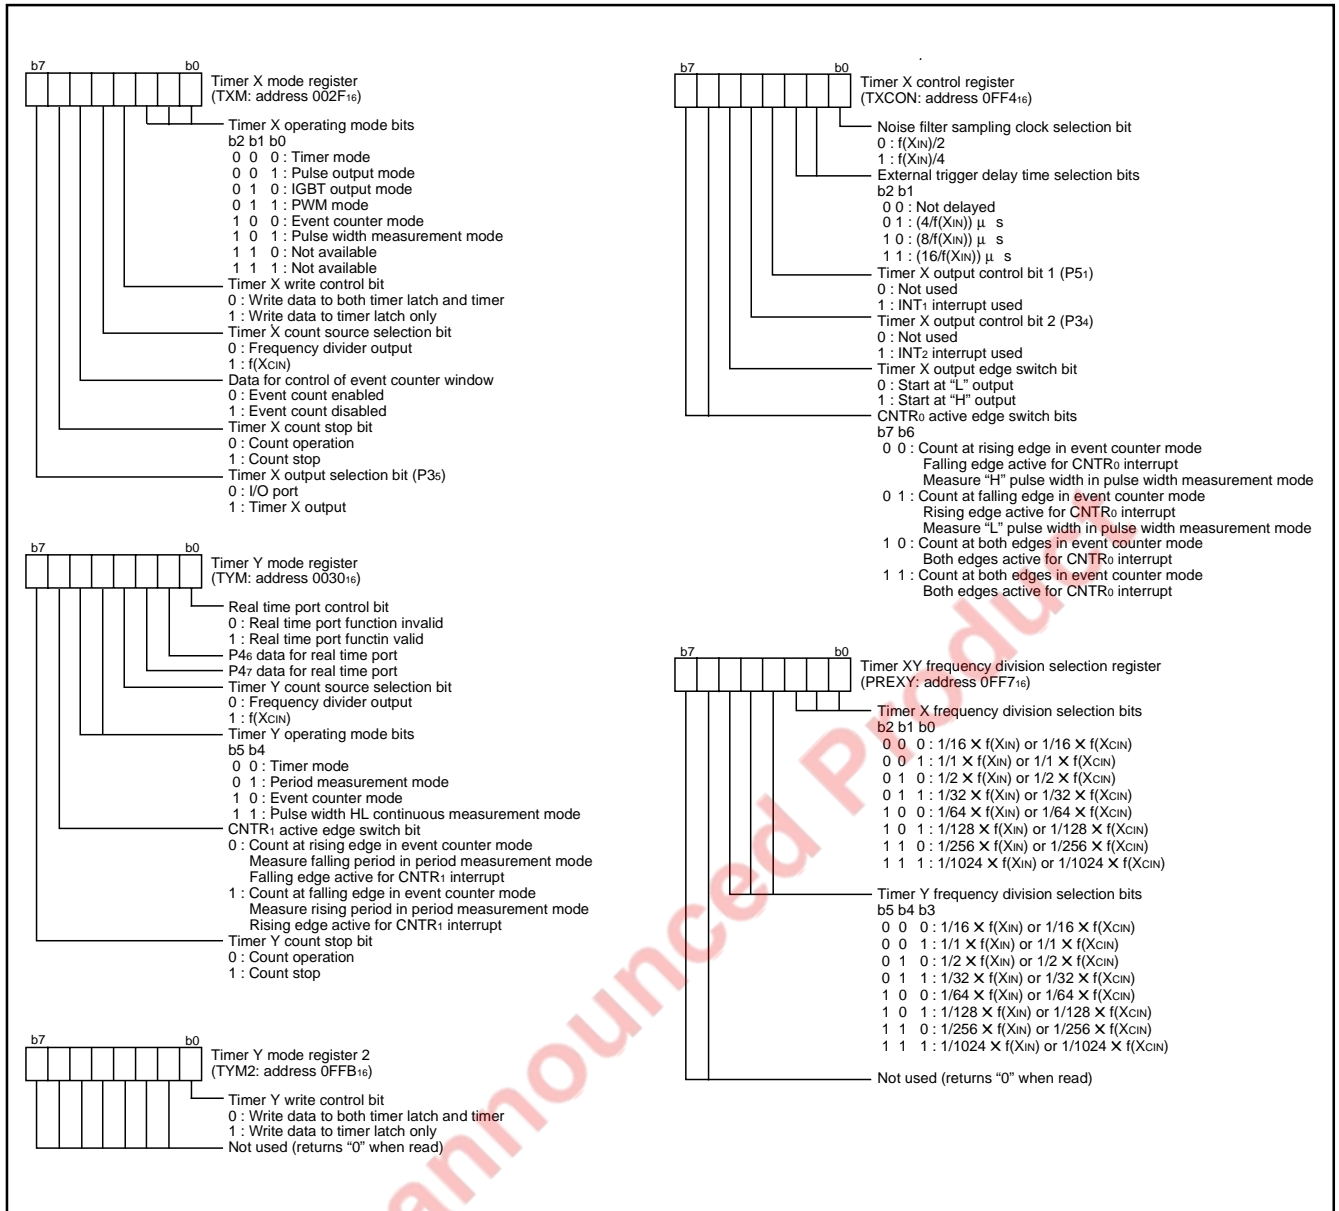 b7 b0
Timer X mode register
(TXM: address 002F16)
Timer X operating mode bits
b2 b1 b0
0 0 0 : Timer mode
0 0 1 : Pulse output mode
0 1 0 : IGBT output mode
0 1 1 : PWM mode
1 0 0 : Event counter mode
1 0 1 : Pulse width measurement mode
1 1 0 : Not available
1 1 1 : Not available
Timer X write control bit
0 : Write data to both timer latch and timer
1 : Write data to timer latch only
Timer X count source selection bit
0 : Frequency divider output
1 : f(XCIN)
Data for control of event counter window
0 : Event count enabled
1 : Event count disabled
Timer X count stop bit
0 : Count operation
1 : Count stop
Timer X output selection bit (P35)
0 : I/O port
1 : Timer X output
b7 b0
Timer Y mode register
(TYM: address 003016)
Real time port control bit
0 : Real time port function invalid
1 : Real time port functin valid
P46 data for real time port
P47 data for real time port
Timer Y count source selection bit
0 : Frequency divider output
1 : f(XCIN)
Timer Y operating mode bits
b5 b4
0 0 : Timer mode
0 1 : Period measurement mode
1 0 : Event counter mode
1 1 : Pulse width HL continuous measurement mode
CNTR1 active edge switch bit
0 : Count at rising edge in event counter mode
Measure falling period in period measurement mode
Falling edge active for CNTR1 interrupt
1 : Count at falling edge in event counter mode
Measure rising period in period measurement mode
Rising edge active for CNTR1 interrupt
Timer Y count stop bit
0 : Count operation
1 : Count stop
b7 b0
Timer Y mode register 2
(TYM2: address 0FFB16)
Timer Y write control bit
0 : Write data to both timer latch and timer
1 : Write data to timer latch only
Not used (returns “0” when read)
b7 b0
Timer X control register
(TXCON: address 0FF416)
Noise filter sampling clock selection bit
0 : f(XIN)/2
1 : f(XIN)/4
External trigger delay time selection bits
b2 b1
0 0 : Not delayed
0 1 : (4/f(XIN)) μ s
1 0 : (8/f(XIN)) μ s
1 1 : (16/f(XIN)) μ s
Timer X output control bit 1 (P51)
0 : Not used
1 : INT1 interrupt used
Timer X output control bit 2 (P34)
0 : Not used
1 : INT2 interrupt used
Timer X output edge switch bit
0 : Start at “L” output
1 : Start at “H” output
CNTR0 active edge switch bits
b7 b6
0 0 : Count at rising edge in event counter mode
Falling edge active for CNTR0 interrupt
Measure “H” pulse width in pulse width measurement mode
0 1 : Count at falling edge in event counter mode
Rising edge active for CNTR0 interrupt
Measure “L” pulse width in pulse width measurement mode
1 0 : Count at both edges in event counter mode
Both edges active for CNTR0 interrupt
1 1 : Count at both edges in event counter mode
Both edges active for CNTR0 interrupt
b7 b0
Timer XY frequency division selection register
(PREXY: address 0FF716)
Timer X frequency division selection bits
b2 b1 b0
0 0 0 : 1/16 × f(XIN) or 1/16 × f(XCIN)
0 0 1 : 1/1 × f(XIN) or 1/1 × f(XCIN)
0 1 0 : 1/2 × f(XIN) or 1/2 × f(XCIN)
0 1 1 : 1/32 × f(XIN) or 1/32 × f(XCIN)
1 0 0 : 1/64 × f(XIN) or 1/64 × f(XCIN)
1 0 1 : 1/128 × f(XIN) or 1/128 × f(XCIN)
1 1 0 : 1/256 × f(XIN) or 1/256 × f(XCIN)
1 1 1 : 1/1024 × f(XIN) or 1/1024 × f(XCIN)
Timer Y frequency division selection bits
b5 b4 b3
0 0 0 : 1/16 × f(XIN) or 1/16 × f(XCIN)
0 0 1 : 1/1 × f(XIN) or 1/1 × f(XCIN)
0 1 0 : 1/2 × f(XIN) or 1/2 × f(XCIN)
0 1 1 : 1/32 × f(XIN) or 1/32 × f(XCIN)
1 0 0 : 1/64 × f(XIN) or 1/64 × f(XCIN)
1 0 1 : 1/128 × f(XIN) or 1/128 × f(XCIN)
1 1 0 : 1/256 × f(XIN) or 1/256 × f(XCIN)
1 1 1 : 1/1024 × f(XIN) or 1/1024 × f(XCIN)
Not used (returns “0” when read)
announced Product